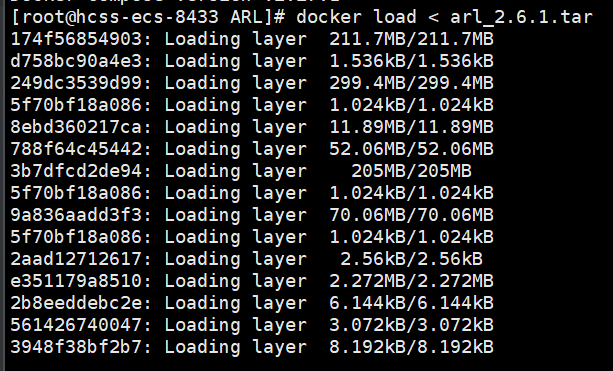 [root@hcss-ecs-8433 ARL]# docker load < arl_2.6.1.tar
174f56854903: Loading layer 211.7MB/211.7MB
d758bc90a4e3: Loading layer 1.536kB/1.536kB
249dc3539d99: Loading layer 299.4MB/299.4MB
5f70bf18a086: Loading layer 1.024kB/1.024kB
8ebd360217ca: Loading layer 11.89MB/11.89MB
788f64c45442: Loading layer 52.06MB/52.06MB
3b7dfcd2de94: Loading layer 205MB/205MB
5f70bf18a086: Loading layer 1.024kB/1.024kB
9a836aadd3f3: Loading layer 70.06MB/70.06MB
5f70bf18a086: Loading layer 1.024kB/1.024kB
2aad12712617: Loading layer 2.56kB/2.56kB
e351179a8510: Loading layer 2.272MB/2.272MB
2b8eeddebc2e: Loading layer 6.144kB/6.144kB
561426740047: Loading layer 3.072kB/3.072kB
3948f38bf2b7: Loading layer 8.192kB/8.192kB